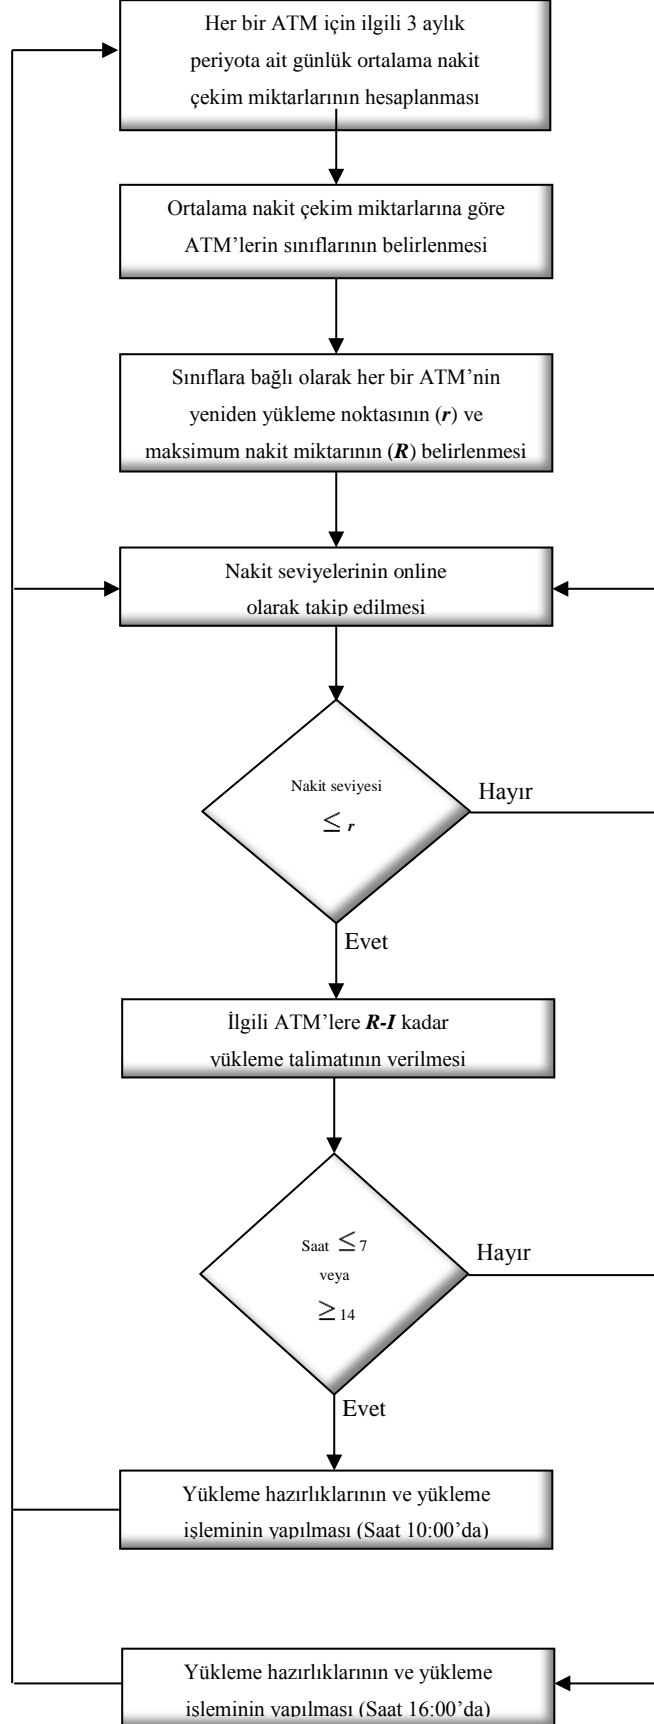 Her bir ATM için ilgili 3 aylık
periyota ait günlük ortalama nakit
çekim miktarlarının hesaplanması
Ortalama nakit çekim miktarlarına göre
ATM’lerin sınıflarının belirlenmesi
Sınıflara bağlı olarak her bir ATM’nin
yeniden yükleme noktasının (r) ve
maksimum nakit miktarının (R) belirlenmesi
Nakit seviyelerinin online
olarak takip edilmesi
Nakit seviyesi
≤ r
Hayır
Evet
İlgili ATM’lere R-I kadar
yükleme talimatının verilmesi
Saat ≤ 7
veya
≥ 14
Hayır
Evet
Yükleme hazırlıklarının ve yükleme
işleminin yapılması (Saat 10:00’da)
Yükleme hazırlıklarının ve yükleme
işleminin yapılması (Saat 16:00’da)